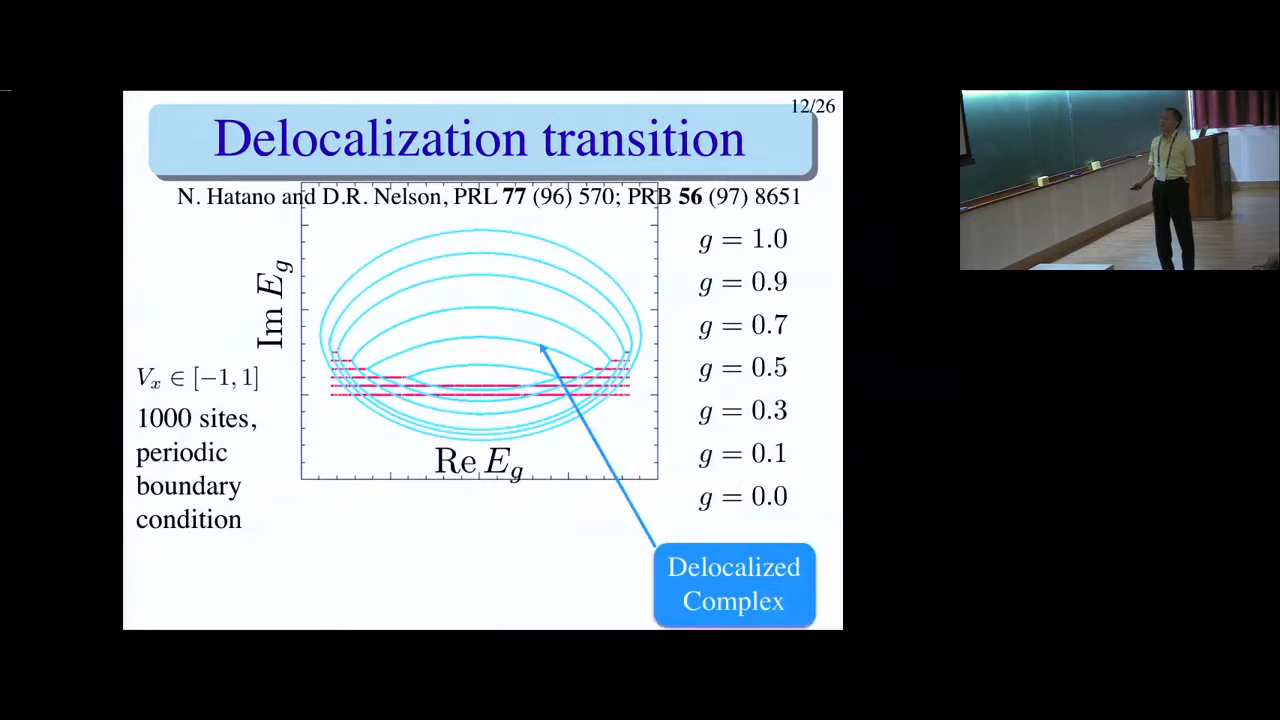 12/26
Delocalization transition
N. Hatano and D.R. Nelson, PRL 77 (96) 570; PRB 56 (97) 8651
Im E_g
Re E_g
V_x ∈ [−1, 1]
1000 sites,
periodic
boundary
condition
g = 1.0
g = 0.9
g = 0.7
g = 0.5
g = 0.3
g = 0.1
g = 0.0
Delocalized
Complex